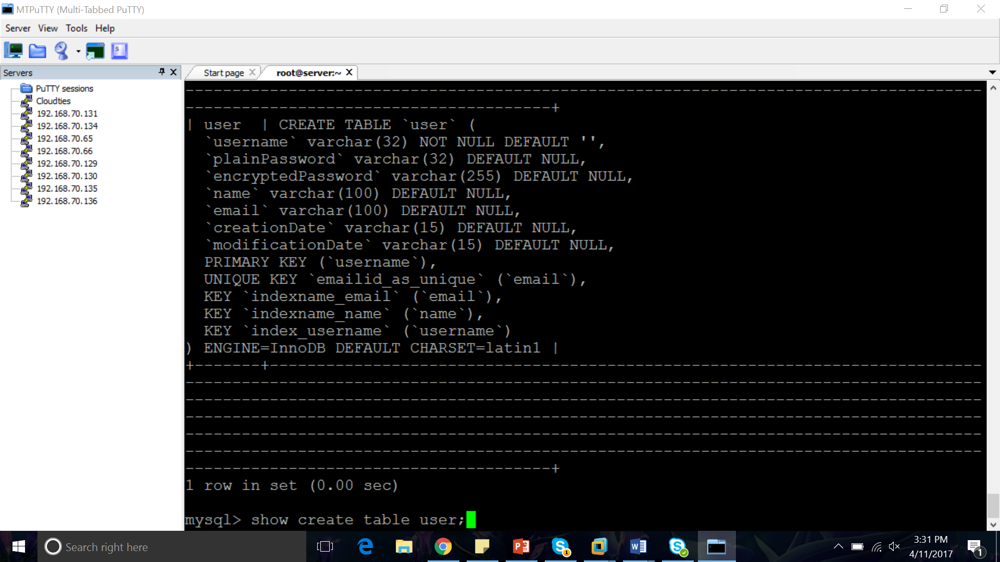 MTPuTTY (Multi-Tabbed PuTTY)
Server View Tools Help
Servers
PuTTY sessions
Cloudties
192.168.70.131
192.168.70.134
192.168.70.65
192.168.70.66
192.168.70.129
192.168.70.130
192.168.70.135
192.168.70.136
Start page root@server:~
--------------------------------------------------------------------------------------
---------------------------------------+
| user  | CREATE TABLE `user` (
  `username` varchar(32) NOT NULL DEFAULT '',
  `plainPassword` varchar(32) DEFAULT NULL,
  `encryptedPassword` varchar(255) DEFAULT NULL,
  `name` varchar(100) DEFAULT NULL,
  `email` varchar(100) DEFAULT NULL,
  `creationDate` varchar(15) DEFAULT NULL,
  `modificationDate` varchar(15) DEFAULT NULL,
  PRIMARY KEY (`username`),
  UNIQUE KEY `emailid_as_unique` (`email`),
  KEY `indexname_email` (`email`),
  KEY `indexname_name` (`name`),
  KEY `index_username` (`username`)
) ENGINE=InnoDB DEFAULT CHARSET=latin1 |
+-------+----------------------------------------------------------------------------
-------------------------------------------------------------------------------------
-------------------------------------------------------------------------------------
-------------------------------------------------------------------------------------
-------------------------------------------------------------------------------------
-------------------------------------------------------------------------------------
---------------------------------------+
1 row in set (0.00 sec)
mysql> show create table user;
Search right here
3:31 PM
4/11/2017
1